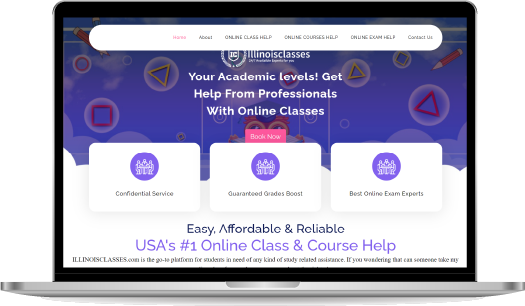 Home About ONLINE CLASS HELP ONLINE COURSES HELP ONLINE EXAM HELP Contact Us
IC Illinoisclasses
24/7 Available Experts for you
Your Academic levels! Get
Help From Professionals
With Online Classes
Book Now
Confidential Service Guaranteed Grades Boost Best Online Exam Experts
Easy, Affordable & Reliable
USA's #1 Online Class & Course Help
ILLINOISCLASSES.com is the go-to platform for students in need of any kind of study related assistance. If you wondering that can someone take my